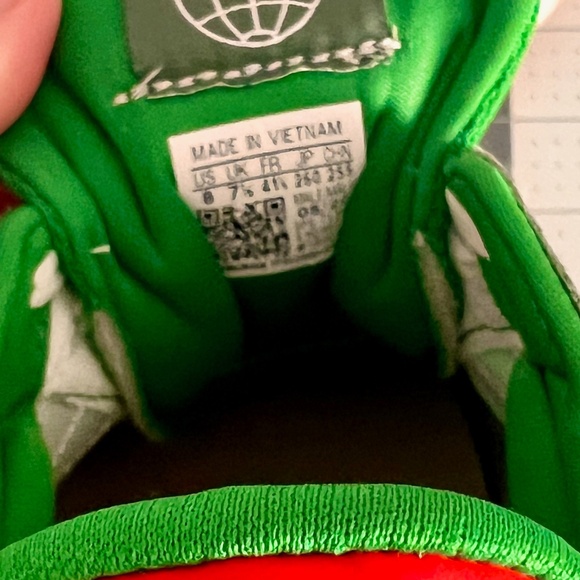 MADE IN VIETNAM
US UK FR JP CHN
8 7½ 41⅓ 260 255